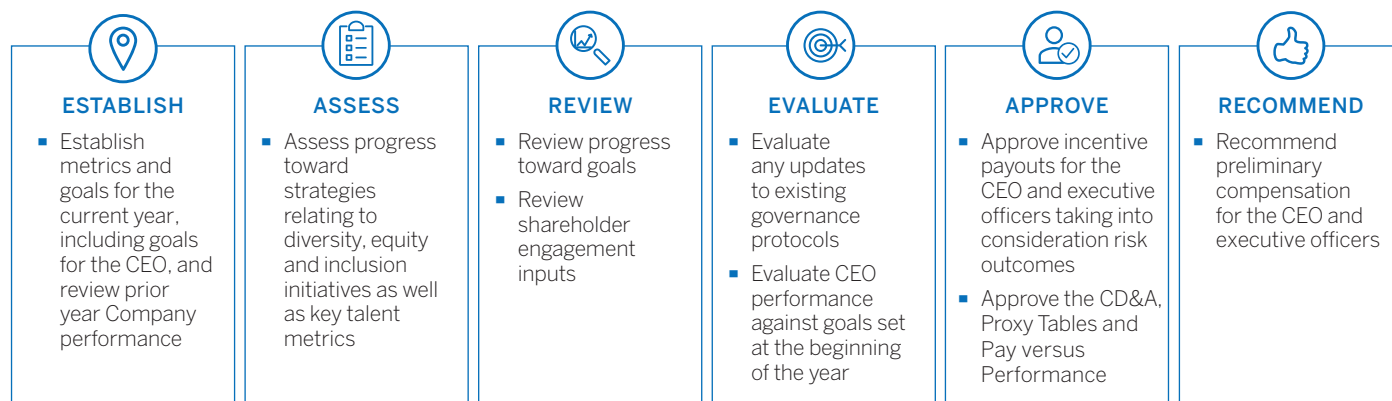 ESTABLISH
▪ Establish
metrics and
goals for the
current year,
including goals
for the CEO, and
review prior
year Company
performance
ASSESS
▪ Assess progress
toward
strategies
relating to
diversity, equity
and inclusion
initiatives as well
as key talent
metrics
REVIEW
▪ Review progress
toward goals
▪ Review
shareholder
engagement
inputs
EVALUATE
▪ Evaluate
any updates
to existing
governance
protocols
▪ Evaluate CEO
performance
against goals set
at the beginning
of the year
APPROVE
▪ Approve incentive
payouts for the
CEO and executive
officers taking into
consideration risk
outcomes
▪ Approve the CD&A,
Proxy Tables and
Pay versus
Performance
RECOMMEND
▪ Recommend
preliminary
compensation
for the CEO and
executive officers